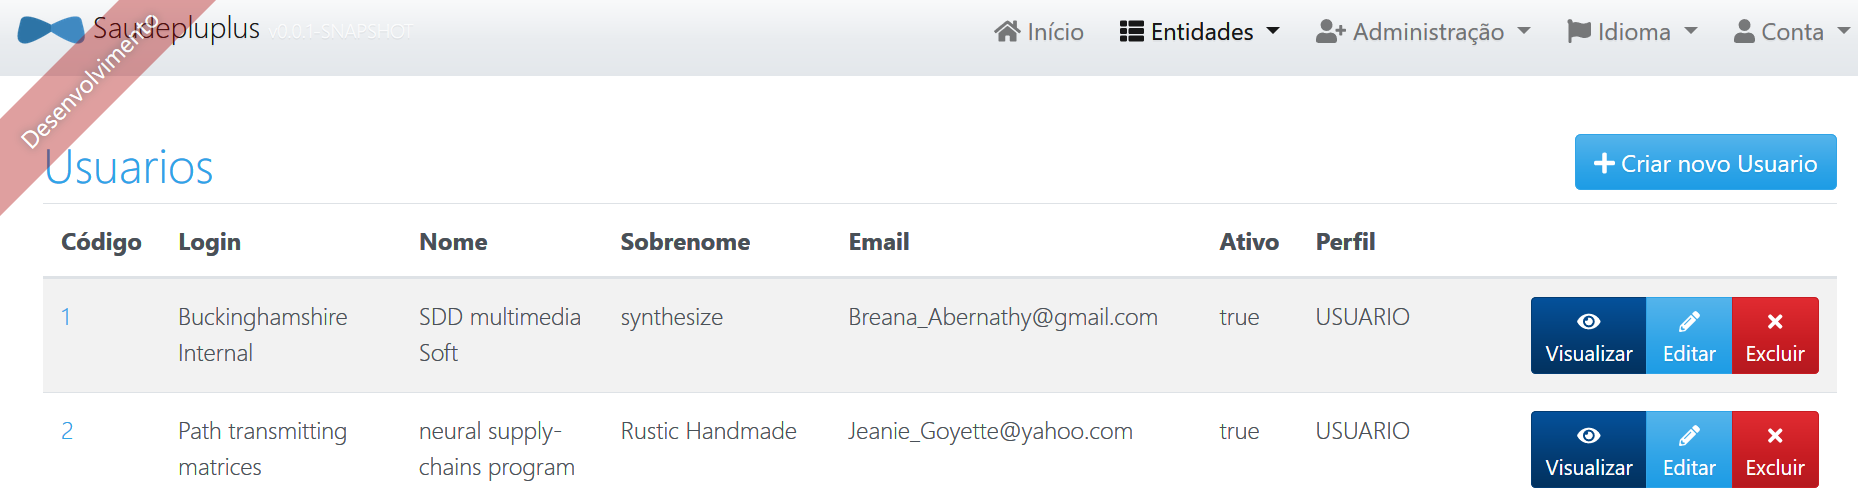 Saudepluplus v0.0.1-SNAPSHOT Início Entidades Administração Idioma Conta
Desenvolvimento
Usuarios
Criar novo Usuario
Código Login Nome Sobrenome Email Ativo Perfil
1 Buckinghamshire SDD multimedia synthesize Breana_Abernathy@gmail.com true USUARIO
Internal Soft Visualizar Editar Excluir
2 Path transmitting neural supply- Rustic Handmade Jeanie_Goyette@yahoo.com true USUARIO
matrices chains program Visualizar Editar Excluir